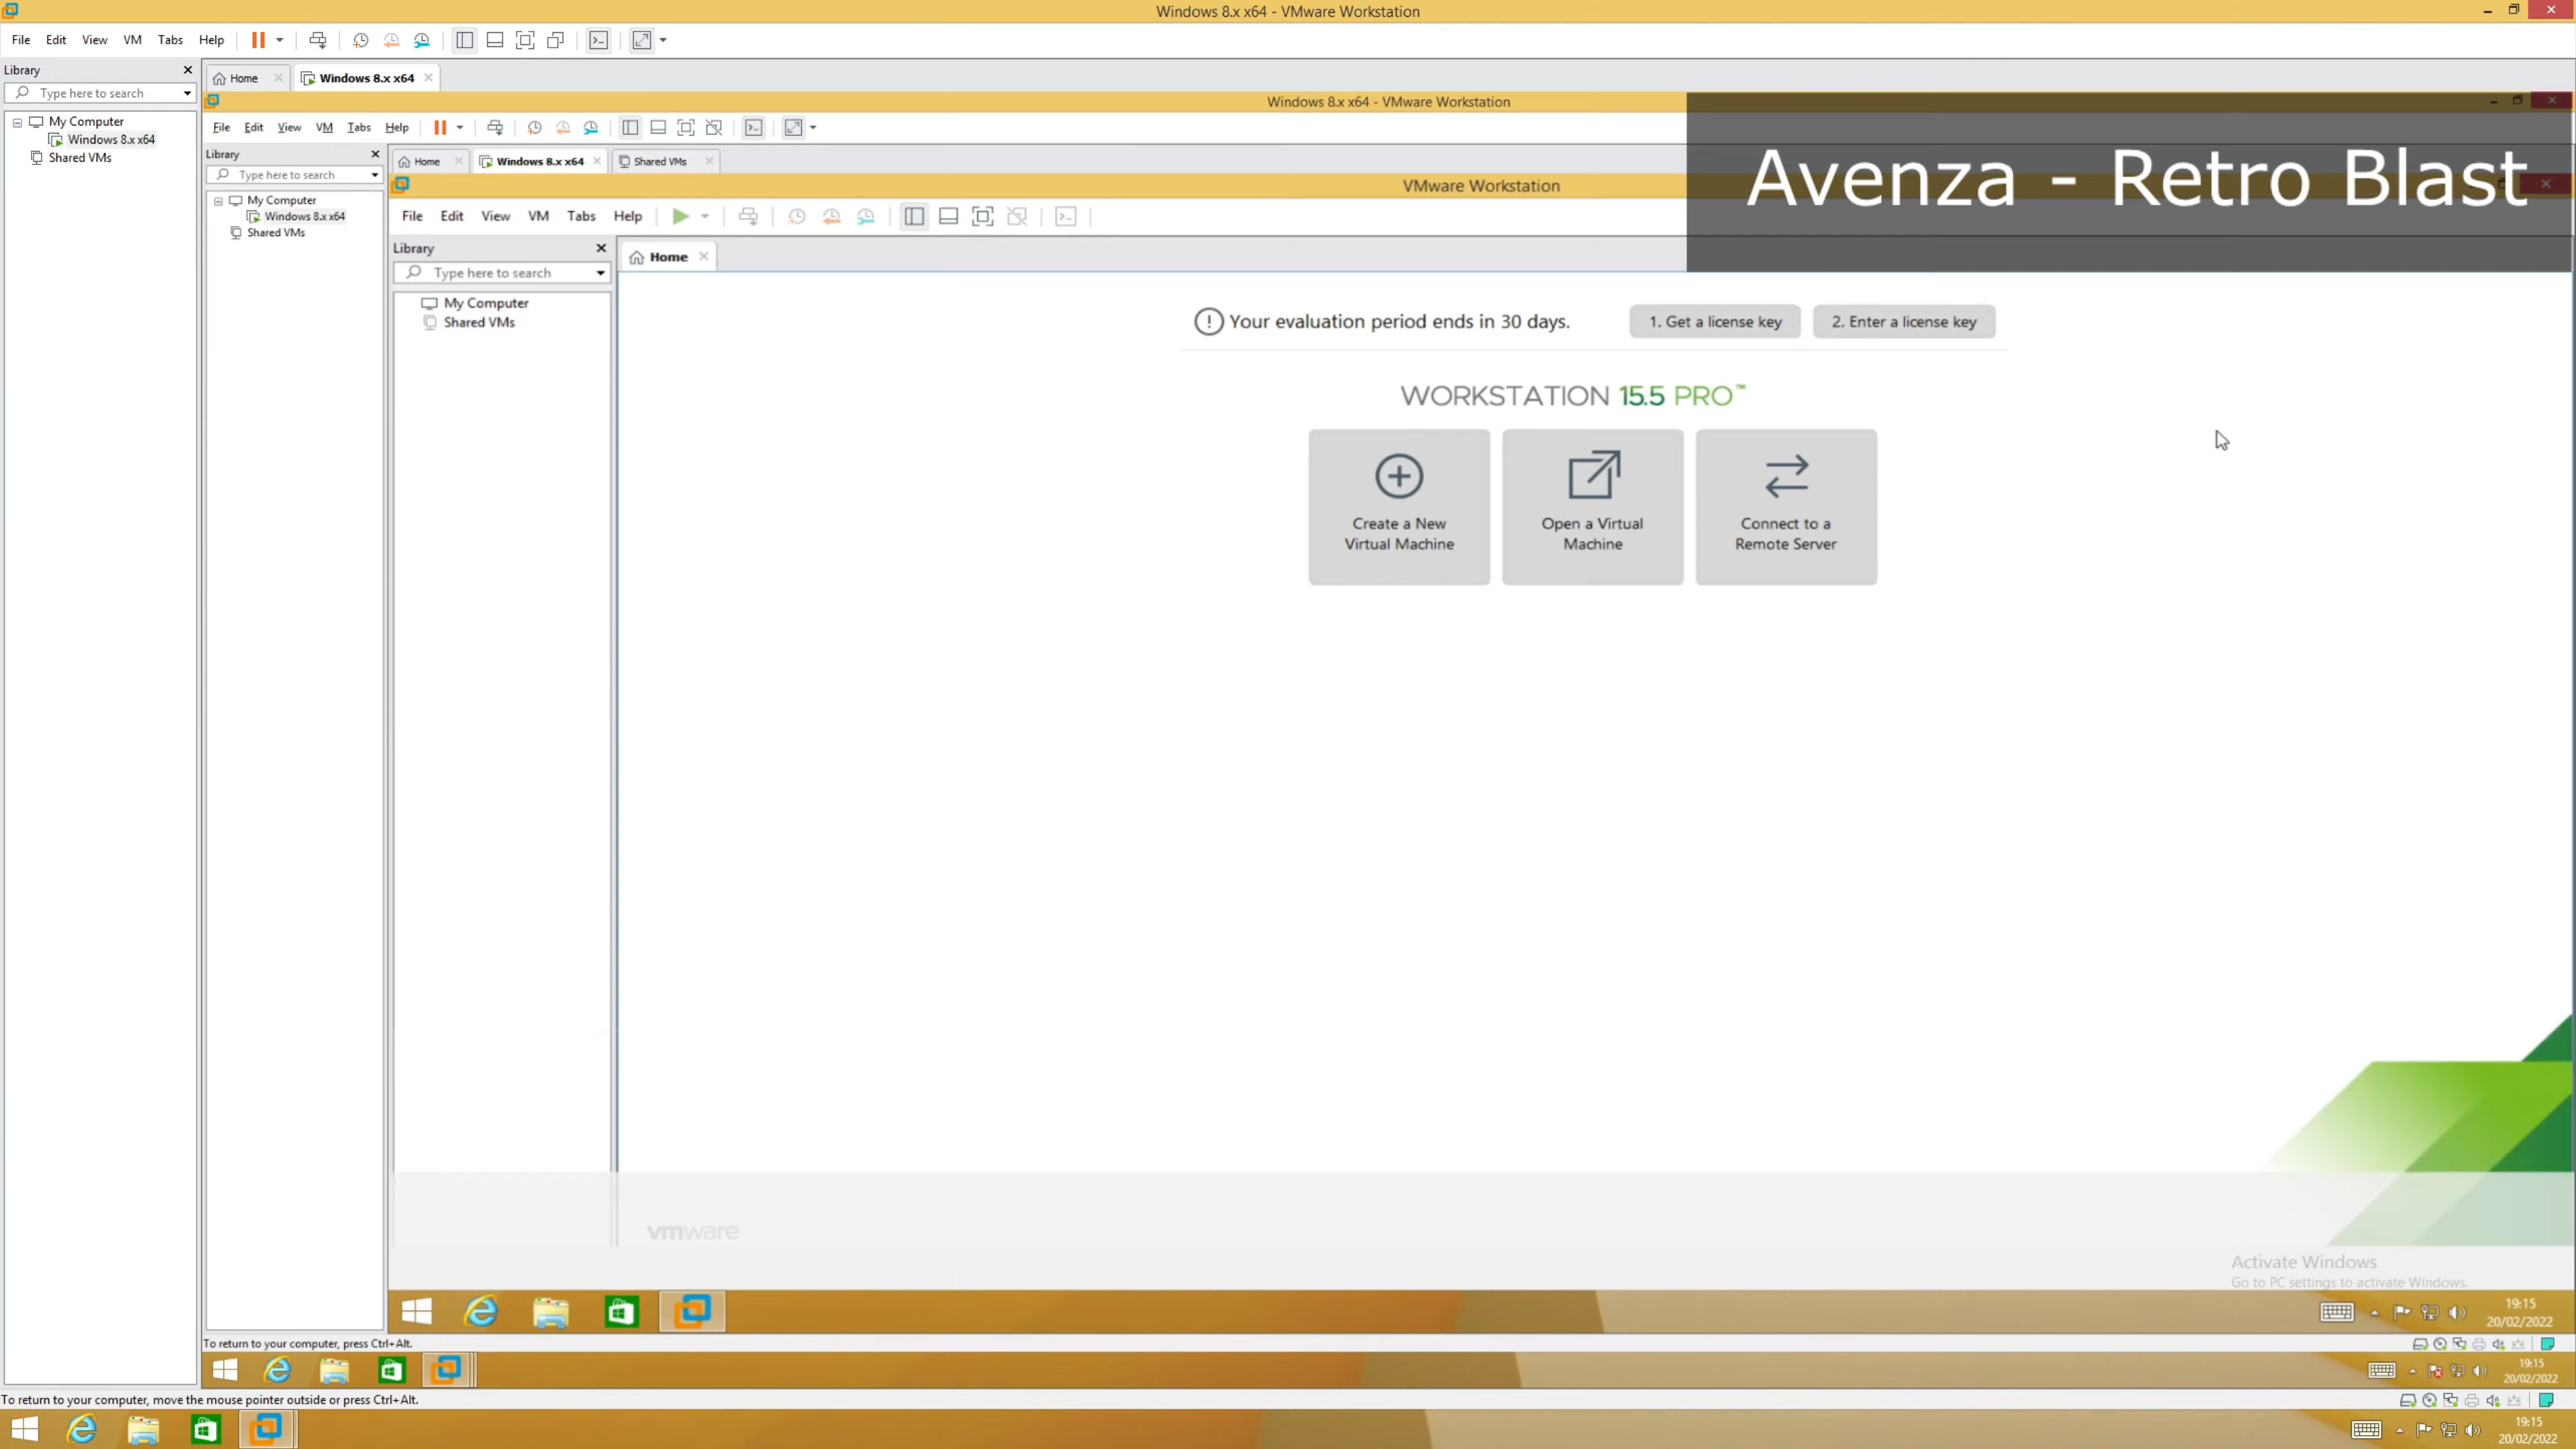 Windows 8.x x64 - VMware Workstation
File Edit View VM Tabs Help
Library
Type here to search
My Computer
Windows 8.x x64
Shared VMs
Home
Windows 8.x x64
Windows 8.x x64 - VMware Workstation
File Edit View VM Tabs Help
Library
Type here to search
My Computer
Windows 8.x x64
Shared VMs
Home
Windows 8.x x64
Shared VMs
Avenza - Retro Blast
VMware Workstation
File Edit View VM Tabs Help
Library
Type here to search
My Computer
Shared VMs
Home
Your evaluation period ends in 30 days.
1. Get a license key
2. Enter a license key
WORKSTATION 15.5 PRO™
Create a New
Virtual Machine
Open a Virtual
Machine
Connect to a
Remote Server
vmware
Activate Windows
Go to PC settings to activate Windows.
19:15
20/02/2022
To return to your computer, press Ctrl+Alt.
19:15
20/02/2022
To return to your computer, move the mouse pointer outside or press Ctrl+Alt.
19:15
20/02/2022